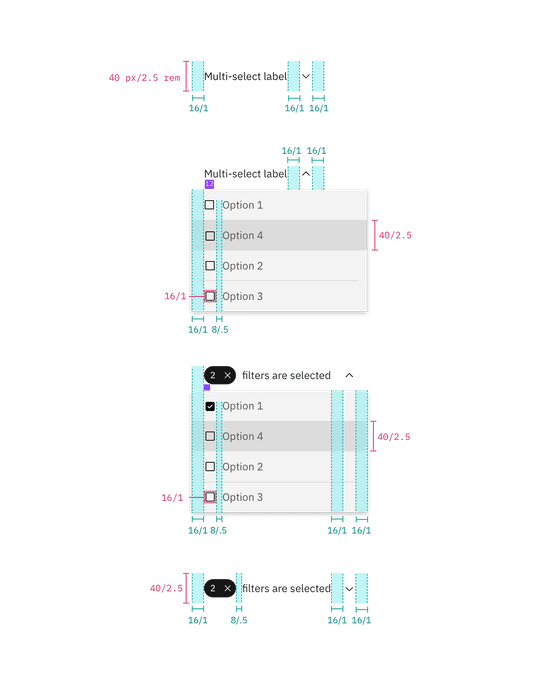 40 px/2.5 rem
Multi-select label
16/1 16/1 16/1
16/1 16/1
Multi-select label
12
Option 1
Option 4
40/2.5
Option 2
16/1
Option 3
16/1 8/.5
2 × filters are selected
Option 1
Option 4
40/2.5
Option 2
16/1
Option 3
16/1 8/.5 16/1 16/1
40/2.5
2 × filters are selected
16/1 8/.5 16/1 16/1